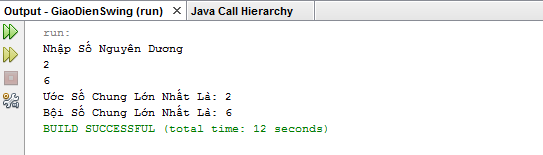 Output - GiaoDienSwing (run) × Java Call Hierarchy
run:
Nhập Số Nguyên Dương
2
6
Ước Số Chung Lớn Nhất Là: 2
Bội Số Chung Lớn Nhất Là: 6
BUILD SUCCESSFUL (total time: 12 seconds)